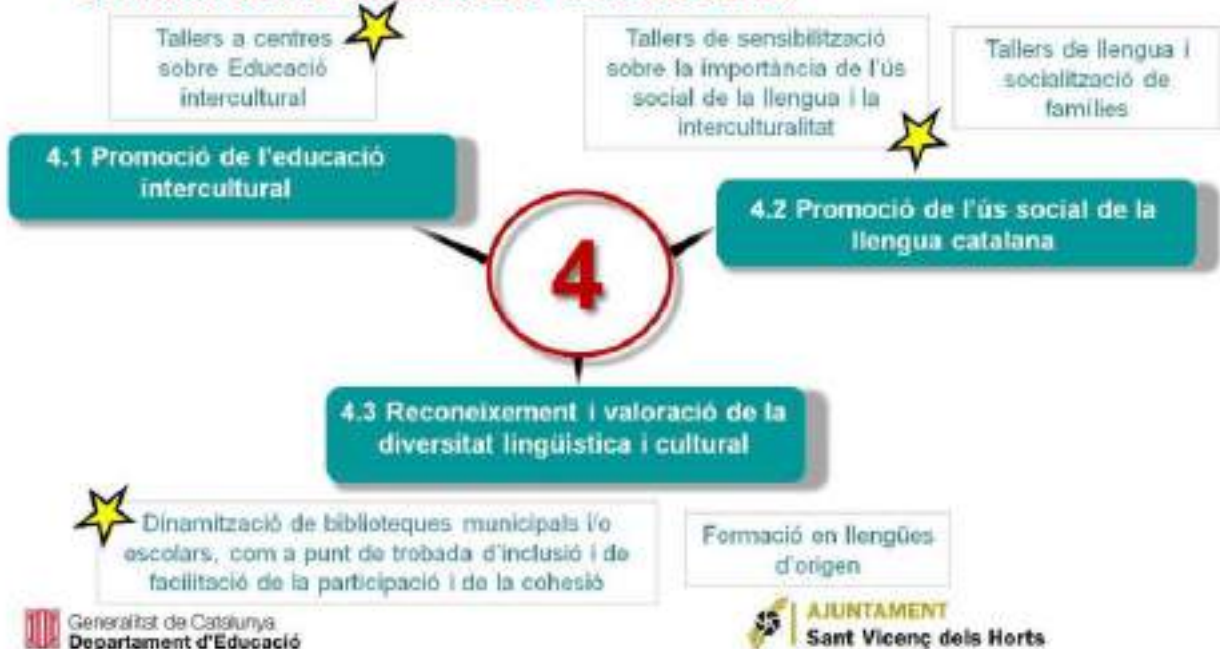 Tallers a centres
sobre Educació
intercultural
Tallers de sensibilització
sobre la importància de l'ús
social de la llengua i la
interculturalitat
Tallers de llengua i
socialització de
famílies
4.1 Promoció de l'educació
intercultural
4.2 Promoció de l'ús social de la
llengua catalana
4
4.3 Reconeixement i valoració de la
diversitat lingüística i cultural
Dinamització de biblioteques municipals i/o
escolars, com a punt de trobada d'inclusió i de
facilitació de la participació i de la cohesió
Formació en llengües
d'origen
Generalitat de Catalunya
Departament d'Educació
AJUNTAMENT
Sant Vicenç dels Horts